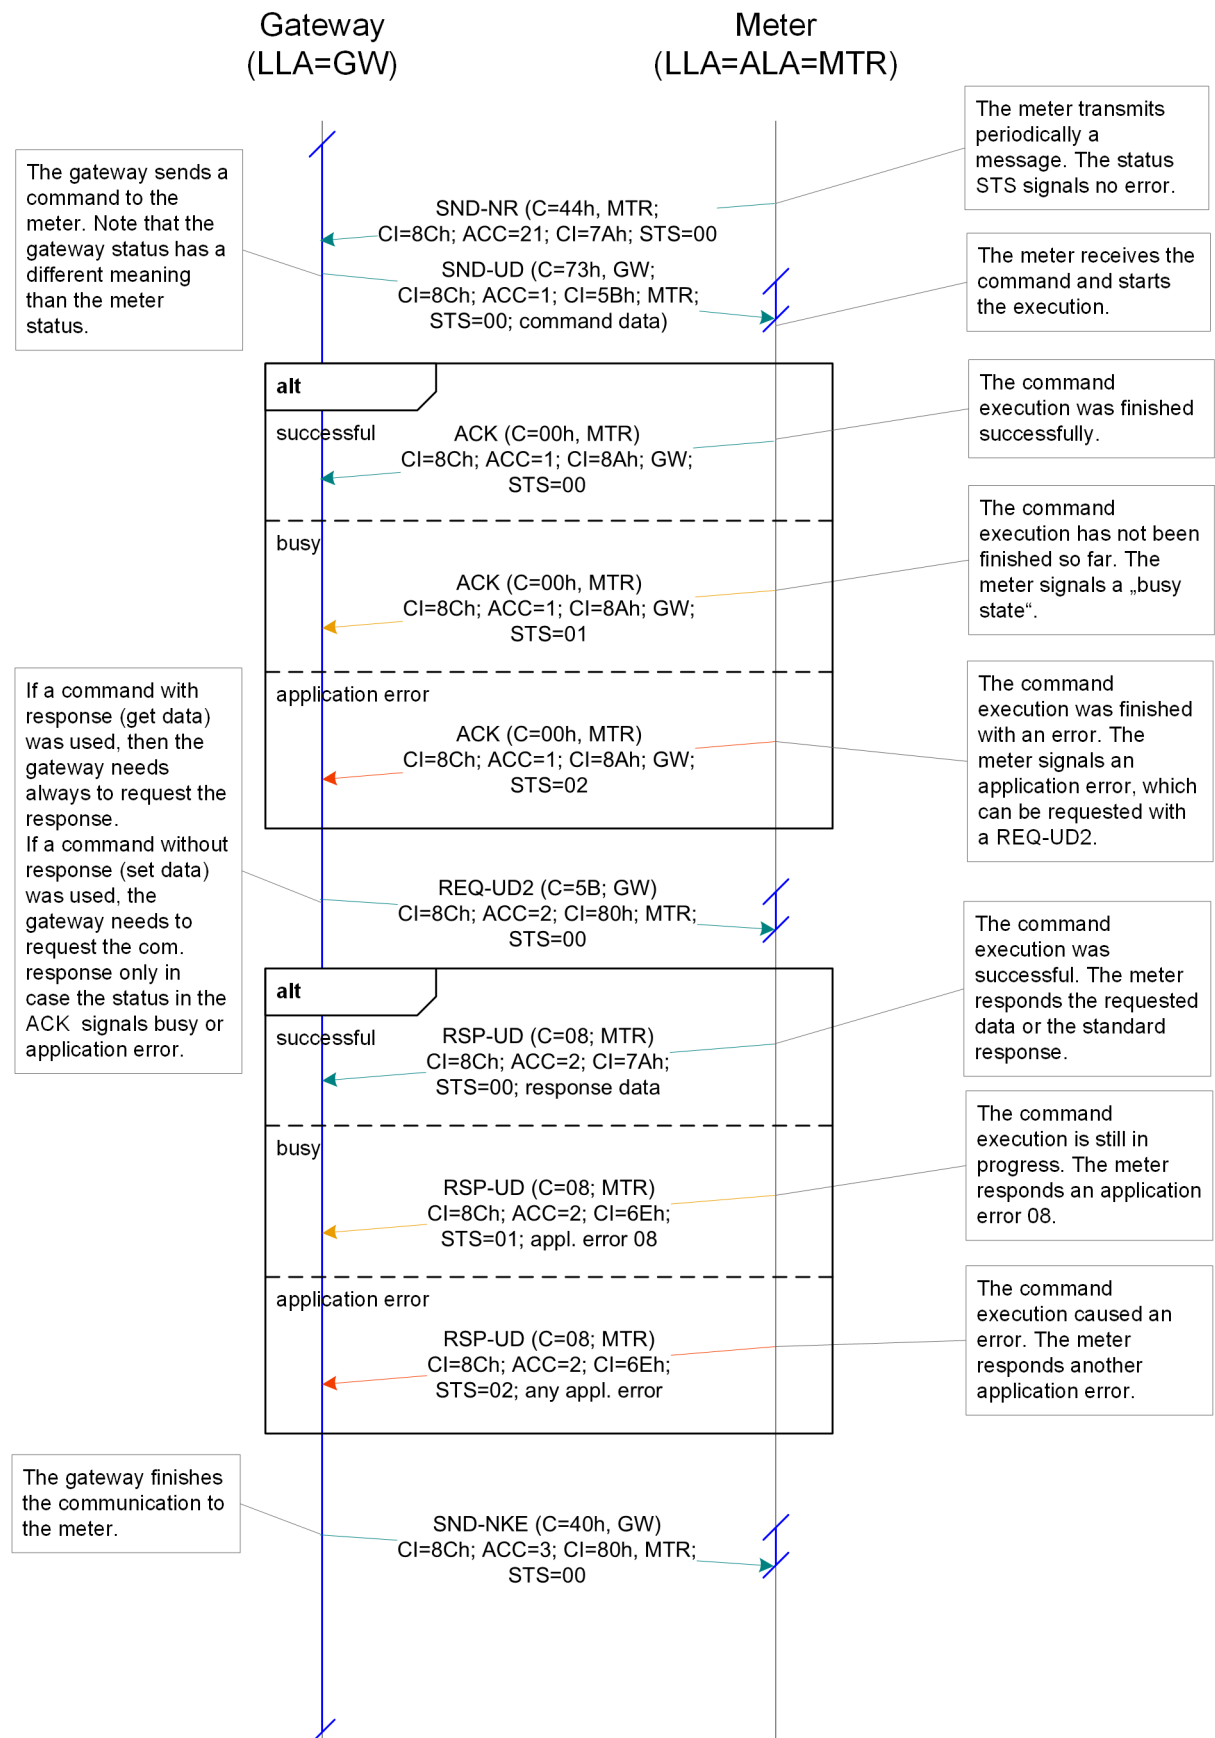 Gateway
(LLA=GW)
Meter
(LLA=ALA=MTR)
The meter transmits
periodically a
message. The status
STS signals no error.
The gateway sends a
command to the
meter. Note that the
gateway status has a
different meaning
than the meter
status.
SND-NR (C=44h, MTR;
CI=8Ch; ACC=21; CI=7Ah; STS=00
SND-UD (C=73h, GW;
CI=8Ch; ACC=1; CI=5Bh; MTR;
STS=00; command data)
The meter receives the
command and starts
the execution.
alt
successful
ACK (C=00h, MTR)
CI=8Ch; ACC=1; CI=8Ah; GW;
STS=00
The command
execution was finished
successfully.
busy
ACK (C=00h, MTR)
CI=8Ch; ACC=1; CI=8Ah; GW;
STS=01
The command
execution has not been
finished so far. The
meter signals a „busy
state“.
application error
ACK (C=00h, MTR)
CI=8Ch; ACC=1; CI=8Ah; GW;
STS=02
The command
execution was finished
with an error. The
meter signals an
application error, which
can be requested with
a REQ-UD2.
If a command with
response (get data)
was used, then the
gateway needs
always to request the
response.
If a command without
response (set data)
was used, the
gateway needs to
request the com.
response only in
case the status in the
ACK signals busy or
application error.
REQ-UD2 (C=5B; GW)
CI=8Ch; ACC=2; CI=80h; MTR;
STS=00
alt
successful
RSP-UD (C=08; MTR)
CI=8Ch; ACC=2; CI=7Ah;
STS=00; response data
The command
execution was
successful. The meter
responds the requested
data or the standard
response.
busy
RSP-UD (C=08; MTR)
CI=8Ch; ACC=2; CI=6Eh;
STS=01; appl. error 08
The command
execution is still in
progress. The meter
responds an application
error 08.
application error
RSP-UD (C=08; MTR)
CI=8Ch; ACC=2; CI=6Eh;
STS=02; any appl. error
The command
execution caused an
error. The meter
responds another
application error.
The gateway finishes
the communication to
the meter.
SND-NKE (C=40h, GW)
CI=8Ch; ACC=3; CI=80h, MTR;
STS=00